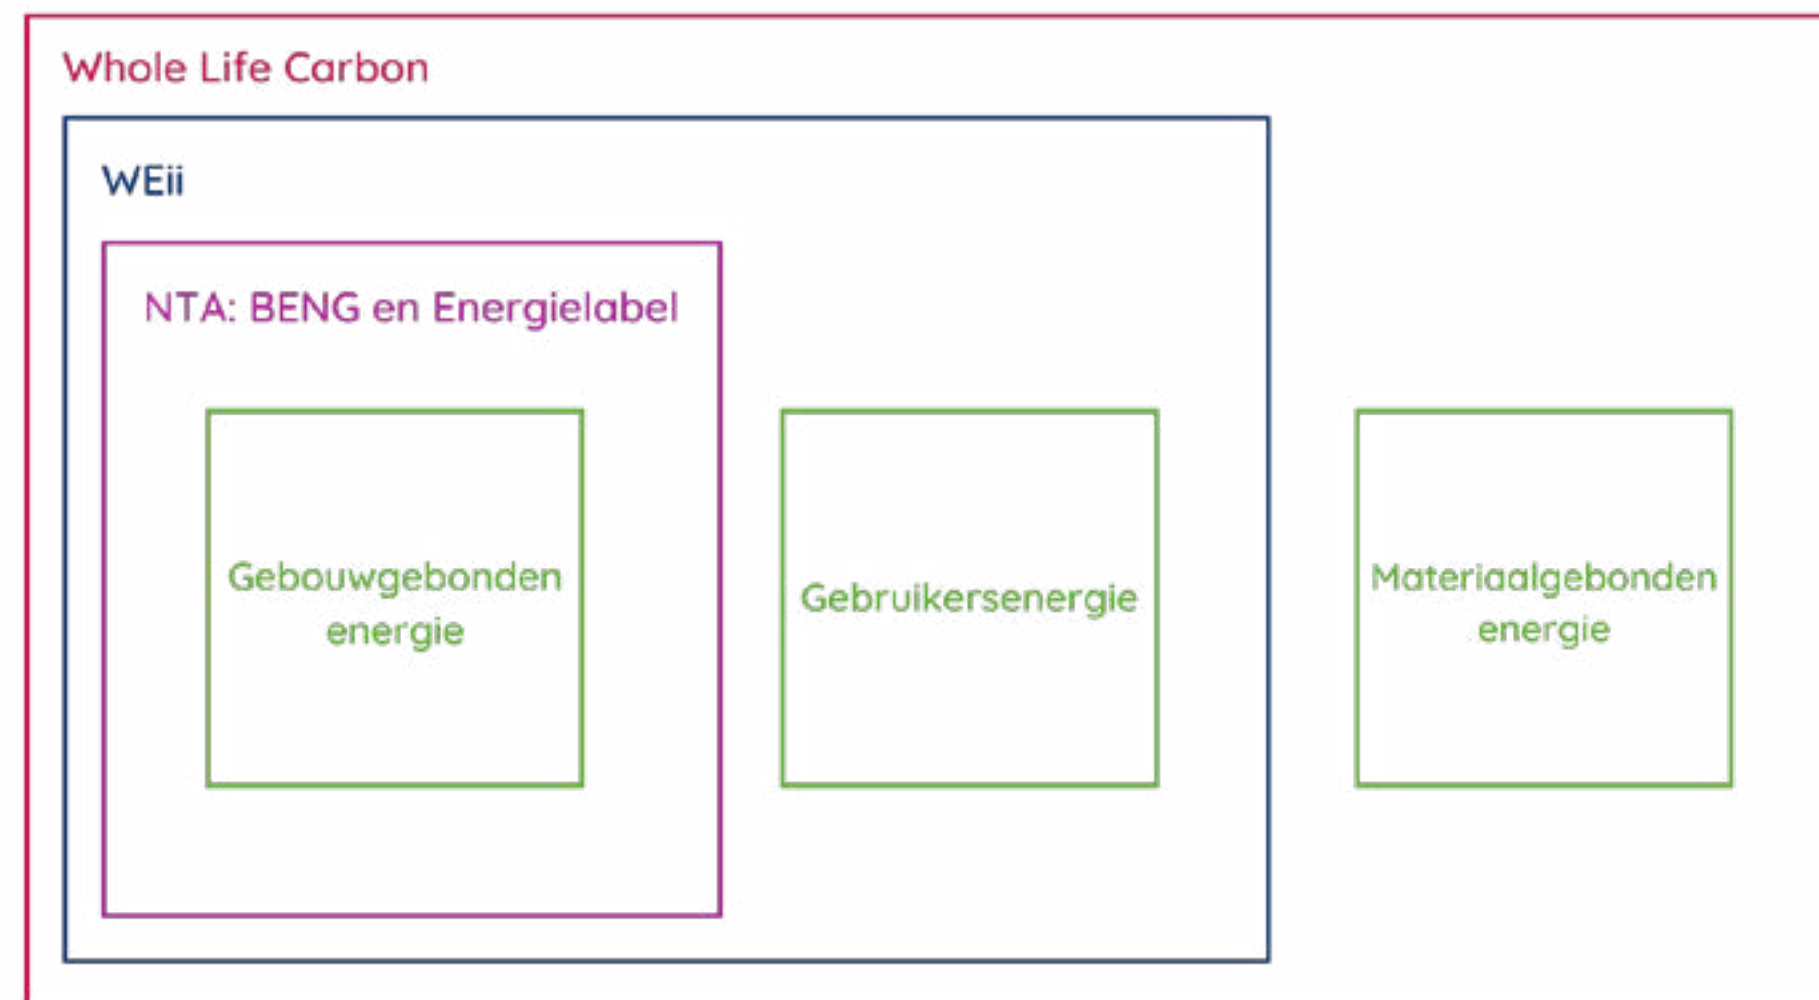 Whole Life Carbon
WEii
NTA: BENG en Energielabel
Gebouwgebonden
energie
Gebruikersenergie
Materiaalgebonden
energie